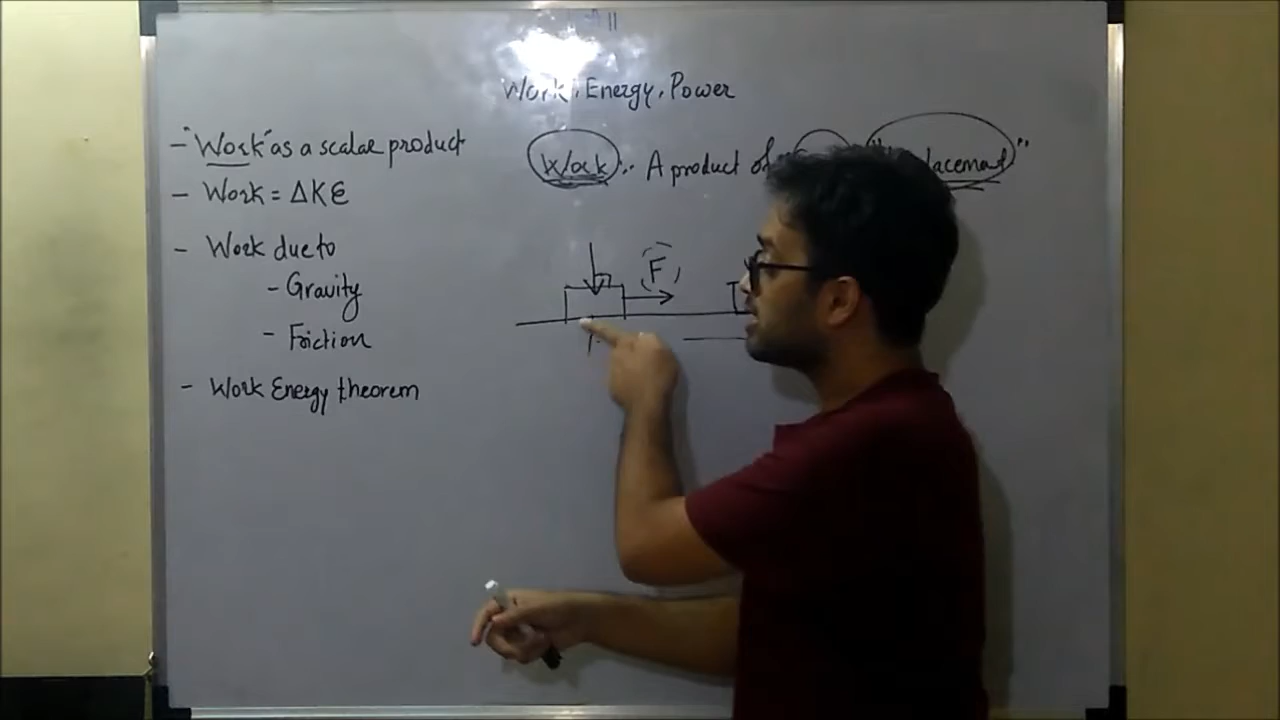 Work, Energy, Power
- "Work" as a scalar product
- Work = ΔKE
- Work due to
- Gravity
- Friction
- Work Energy theorem
Work :- A product of
F